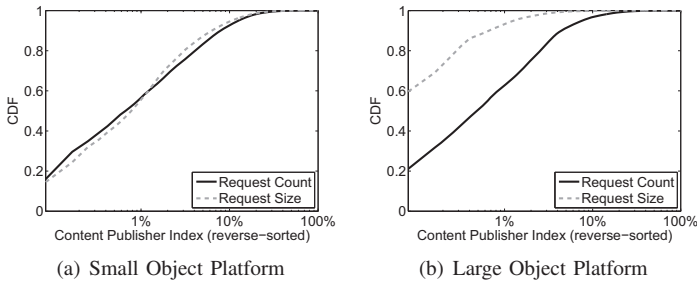 1
0.8
0.6
0.4
0.2
0
CDF
Request Count
Request Size
1% 10% 100%
Content Publisher Index (reverse-sorted)
(a) Small Object Platform
1
0.8
0.6
0.4
0.2
0
CDF
Request Count
Request Size
1% 10% 100%
Content Publisher Index (reverse-sorted)
(b) Large Object Platform